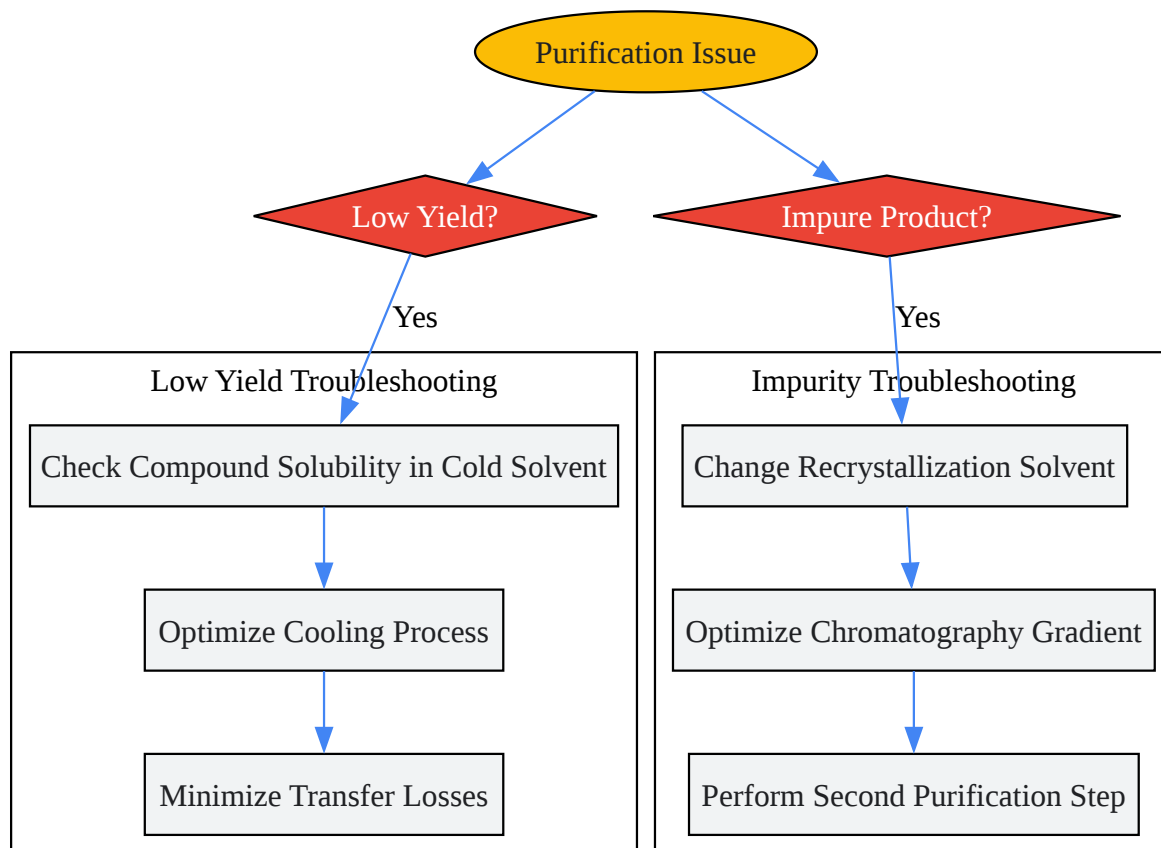 Purification Issue
Low Yield?
Impure Product?
Yes
Yes
Low Yield Troubleshooting
Impurity Troubleshooting
Check Compound Solubility in Cold Solvent
Change Recrystallization Solvent
Optimize Cooling Process
Optimize Chromatography Gradient
Minimize Transfer Losses
Perform Second Purification Step